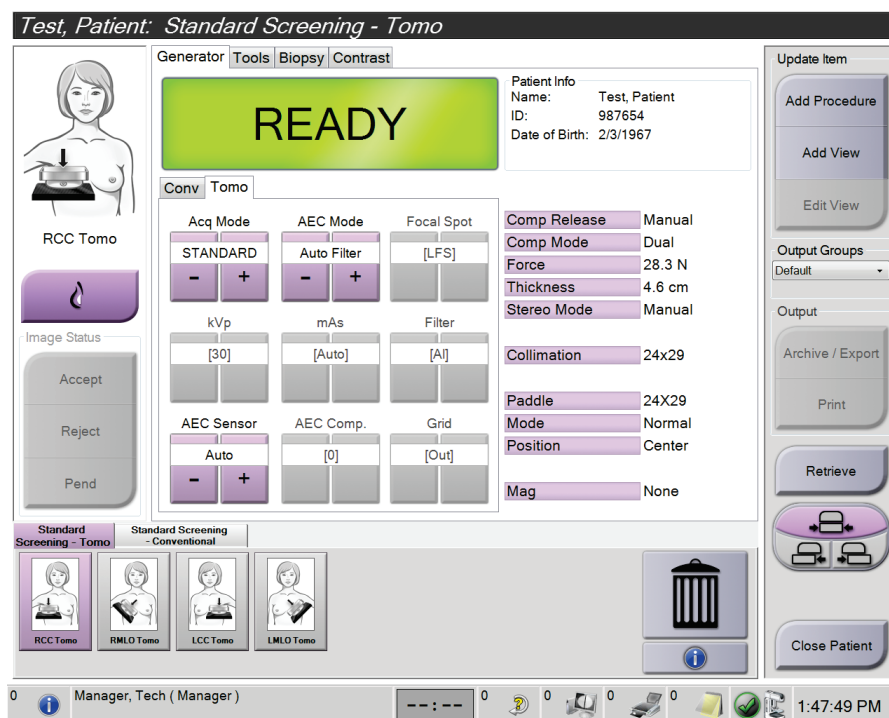 Test, Patient: Standard Screening - Tomo
Generator
Tools
Biopsy
Contrast
READY
Patient Info
Name: Test, Patient
ID: 987654
Date of Birth: 2/3/1967
RCC Tomo
Image Status
Accept
Reject
Pend
Conv
Tomo
Acq Mode
STANDARD
- +
AEC Mode
Auto Filter
- +
Focal Spot
[LFS]
kVp
[30]
mAs
[Auto]
Filter
[Al]
AEC Sensor
Auto
- +
AEC Comp.
[0]
Grid
[Out]
Comp Release Manual
Comp Mode Dual
Force 28.3 N
Thickness 4.6 cm
Stereo Mode Manual
Collimation 24x29
Paddle 24X29
Mode Normal
Position Center
Mag None
Update Item
Add Procedure
Add View
Edit View
Output Groups
Default
Output
Archive / Export
Print
Retrieve
Close Patient
Standard
Screening - Tomo
Standard Screening
- Conventional
RCC Tomo
RMLO Tomo
LCC Tomo
LMLO Tomo
0
Manager, Tech ( Manager )
--:--
0
0
0
0
1:47:49 PM